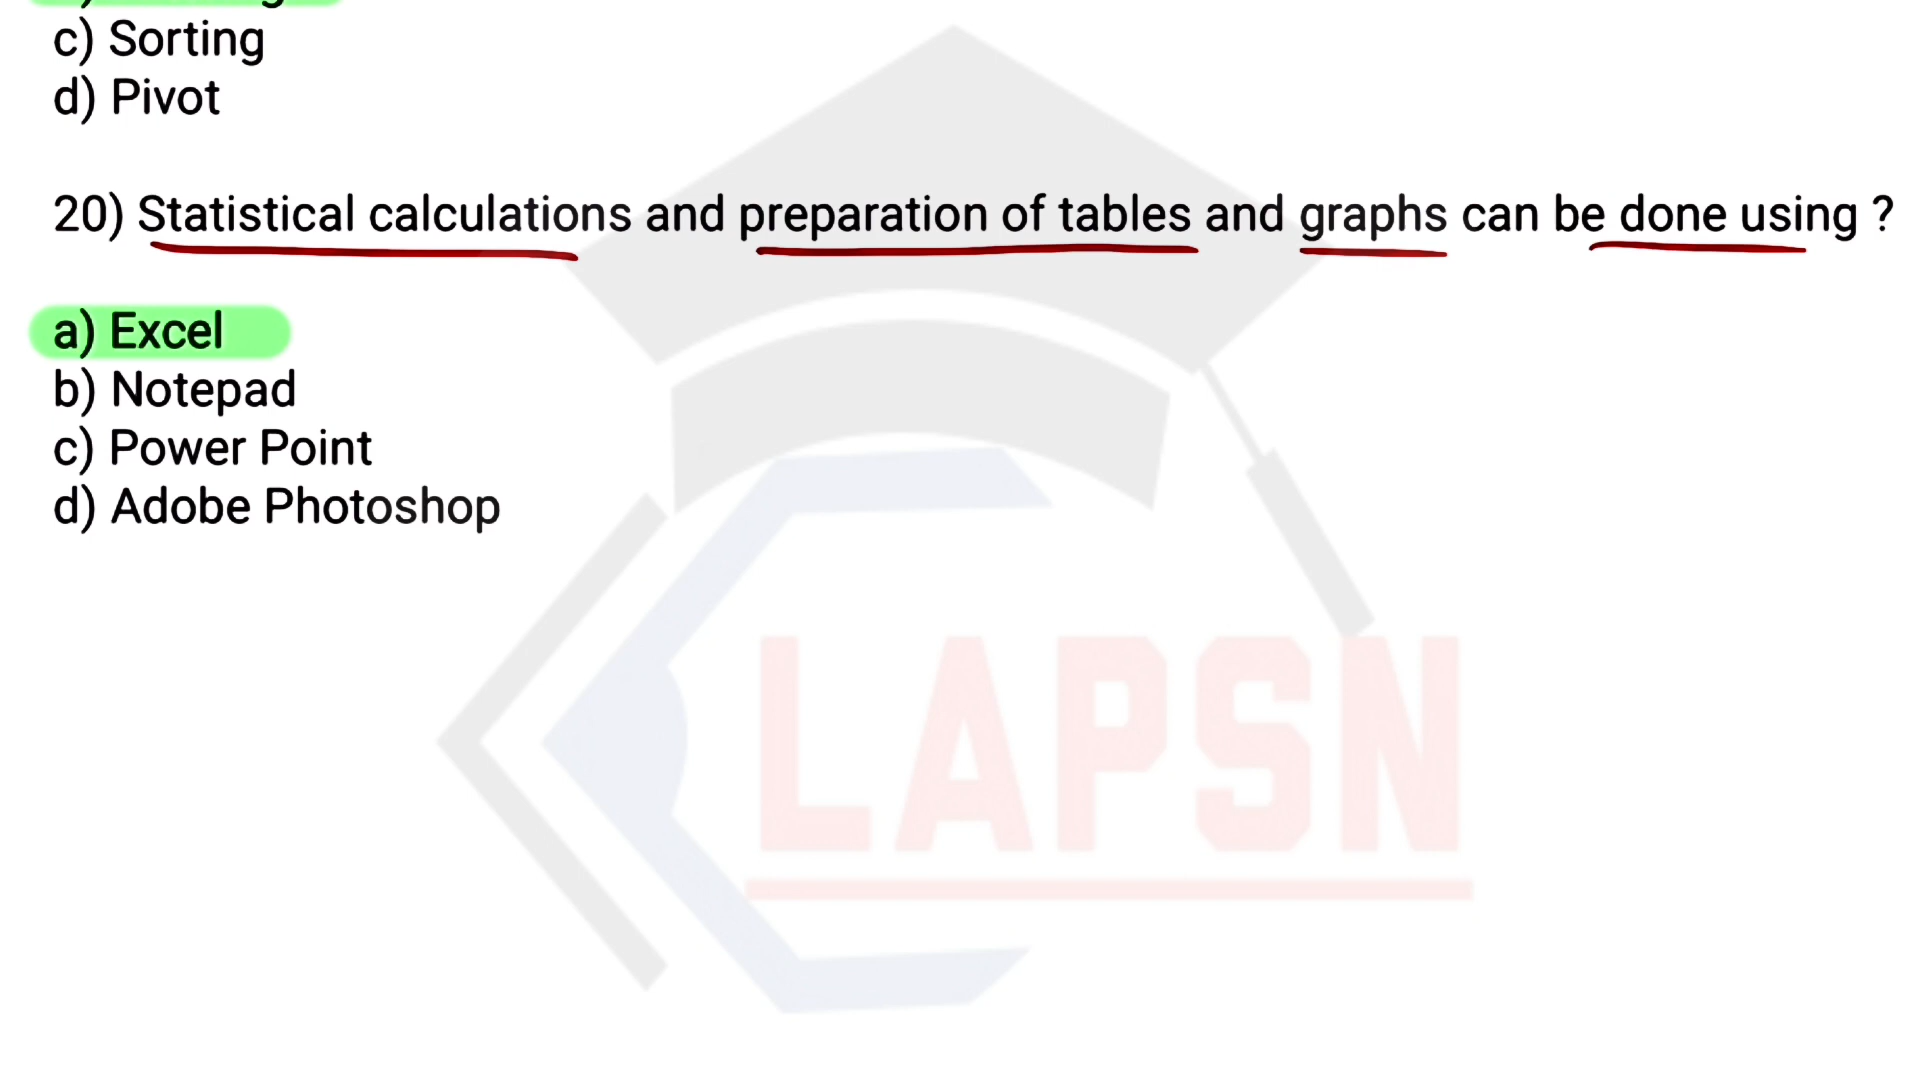 c) Sorting
d) Pivot
20) Statistical calculations and preparation of tables and graphs can be done using ?
a) Excel
b) Notepad
c) Power Point
d) Adobe Photoshop
LAPSN